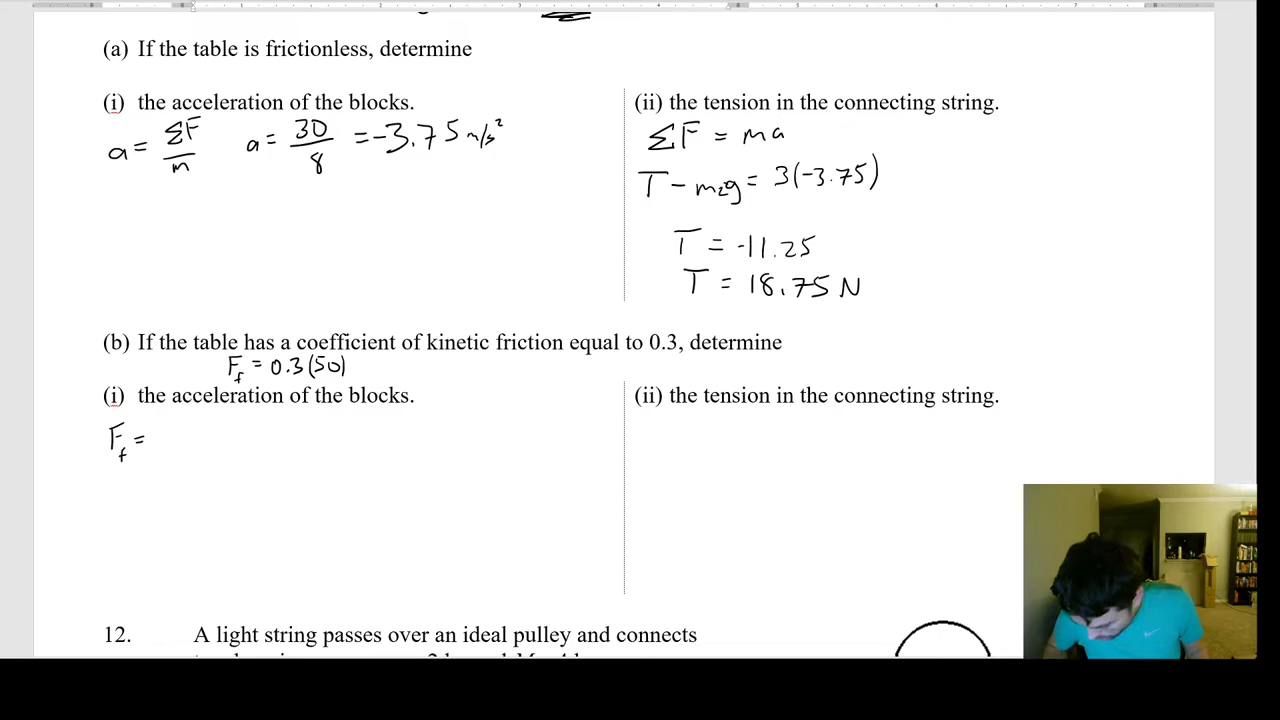 (a) If the table is frictionless, determine
(i) the acceleration of the blocks.
a = ΣF/m a = 30/8 = -3.75 m/s²
(ii) the tension in the connecting string.
ΣF = ma
T - m₂g = 3(-3.75)
T = -11.25
T = 18.75 N
(b) If the table has a coefficient of kinetic friction equal to 0.3, determine
F_f = 0.3(50)
(i) the acceleration of the blocks.
F_f =
(ii) the tension in the connecting string.
12. A light string passes over an ideal pulley and connects